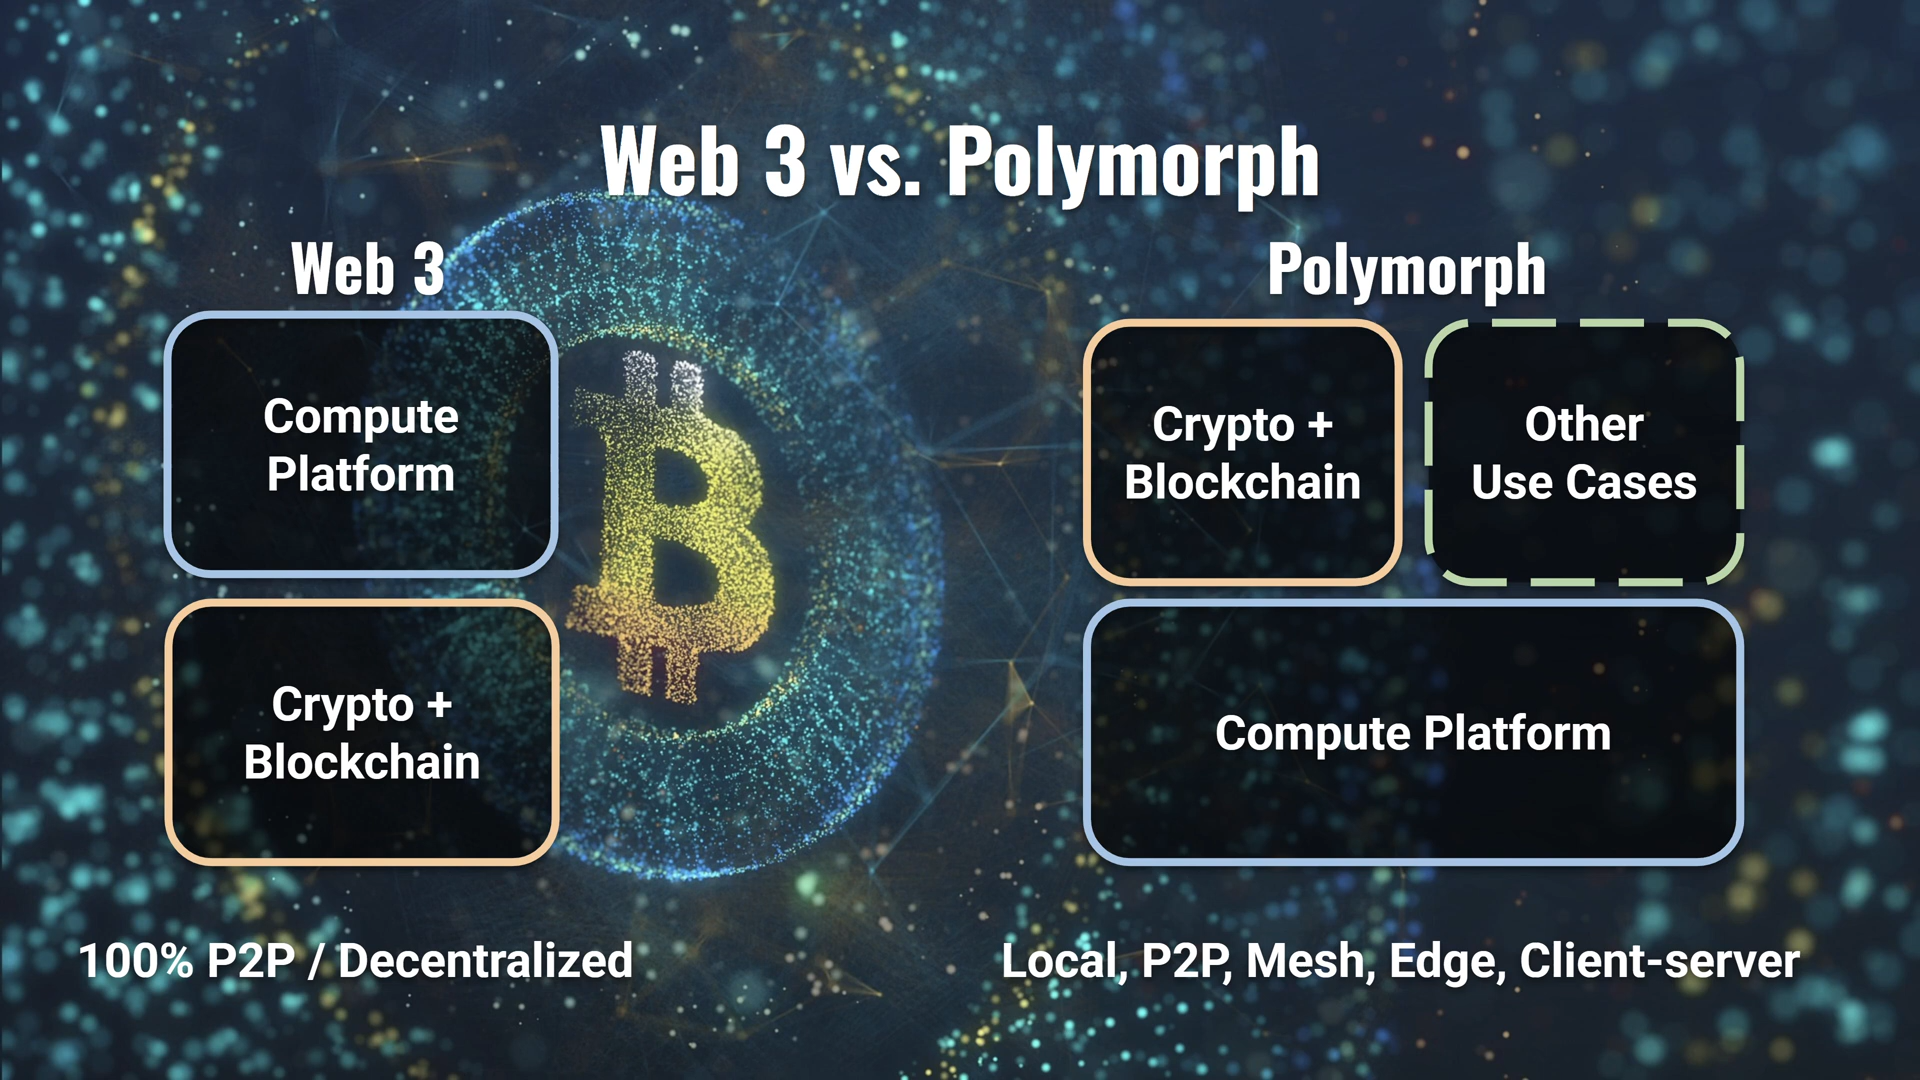 Web 3 vs. Polymorph
Web 3
Compute
Platform
Crypto +
Blockchain
100% P2P / Decentralized
Polymorph
Crypto +
Blockchain
Other
Use Cases
Compute Platform
Local, P2P, Mesh, Edge, Client-server